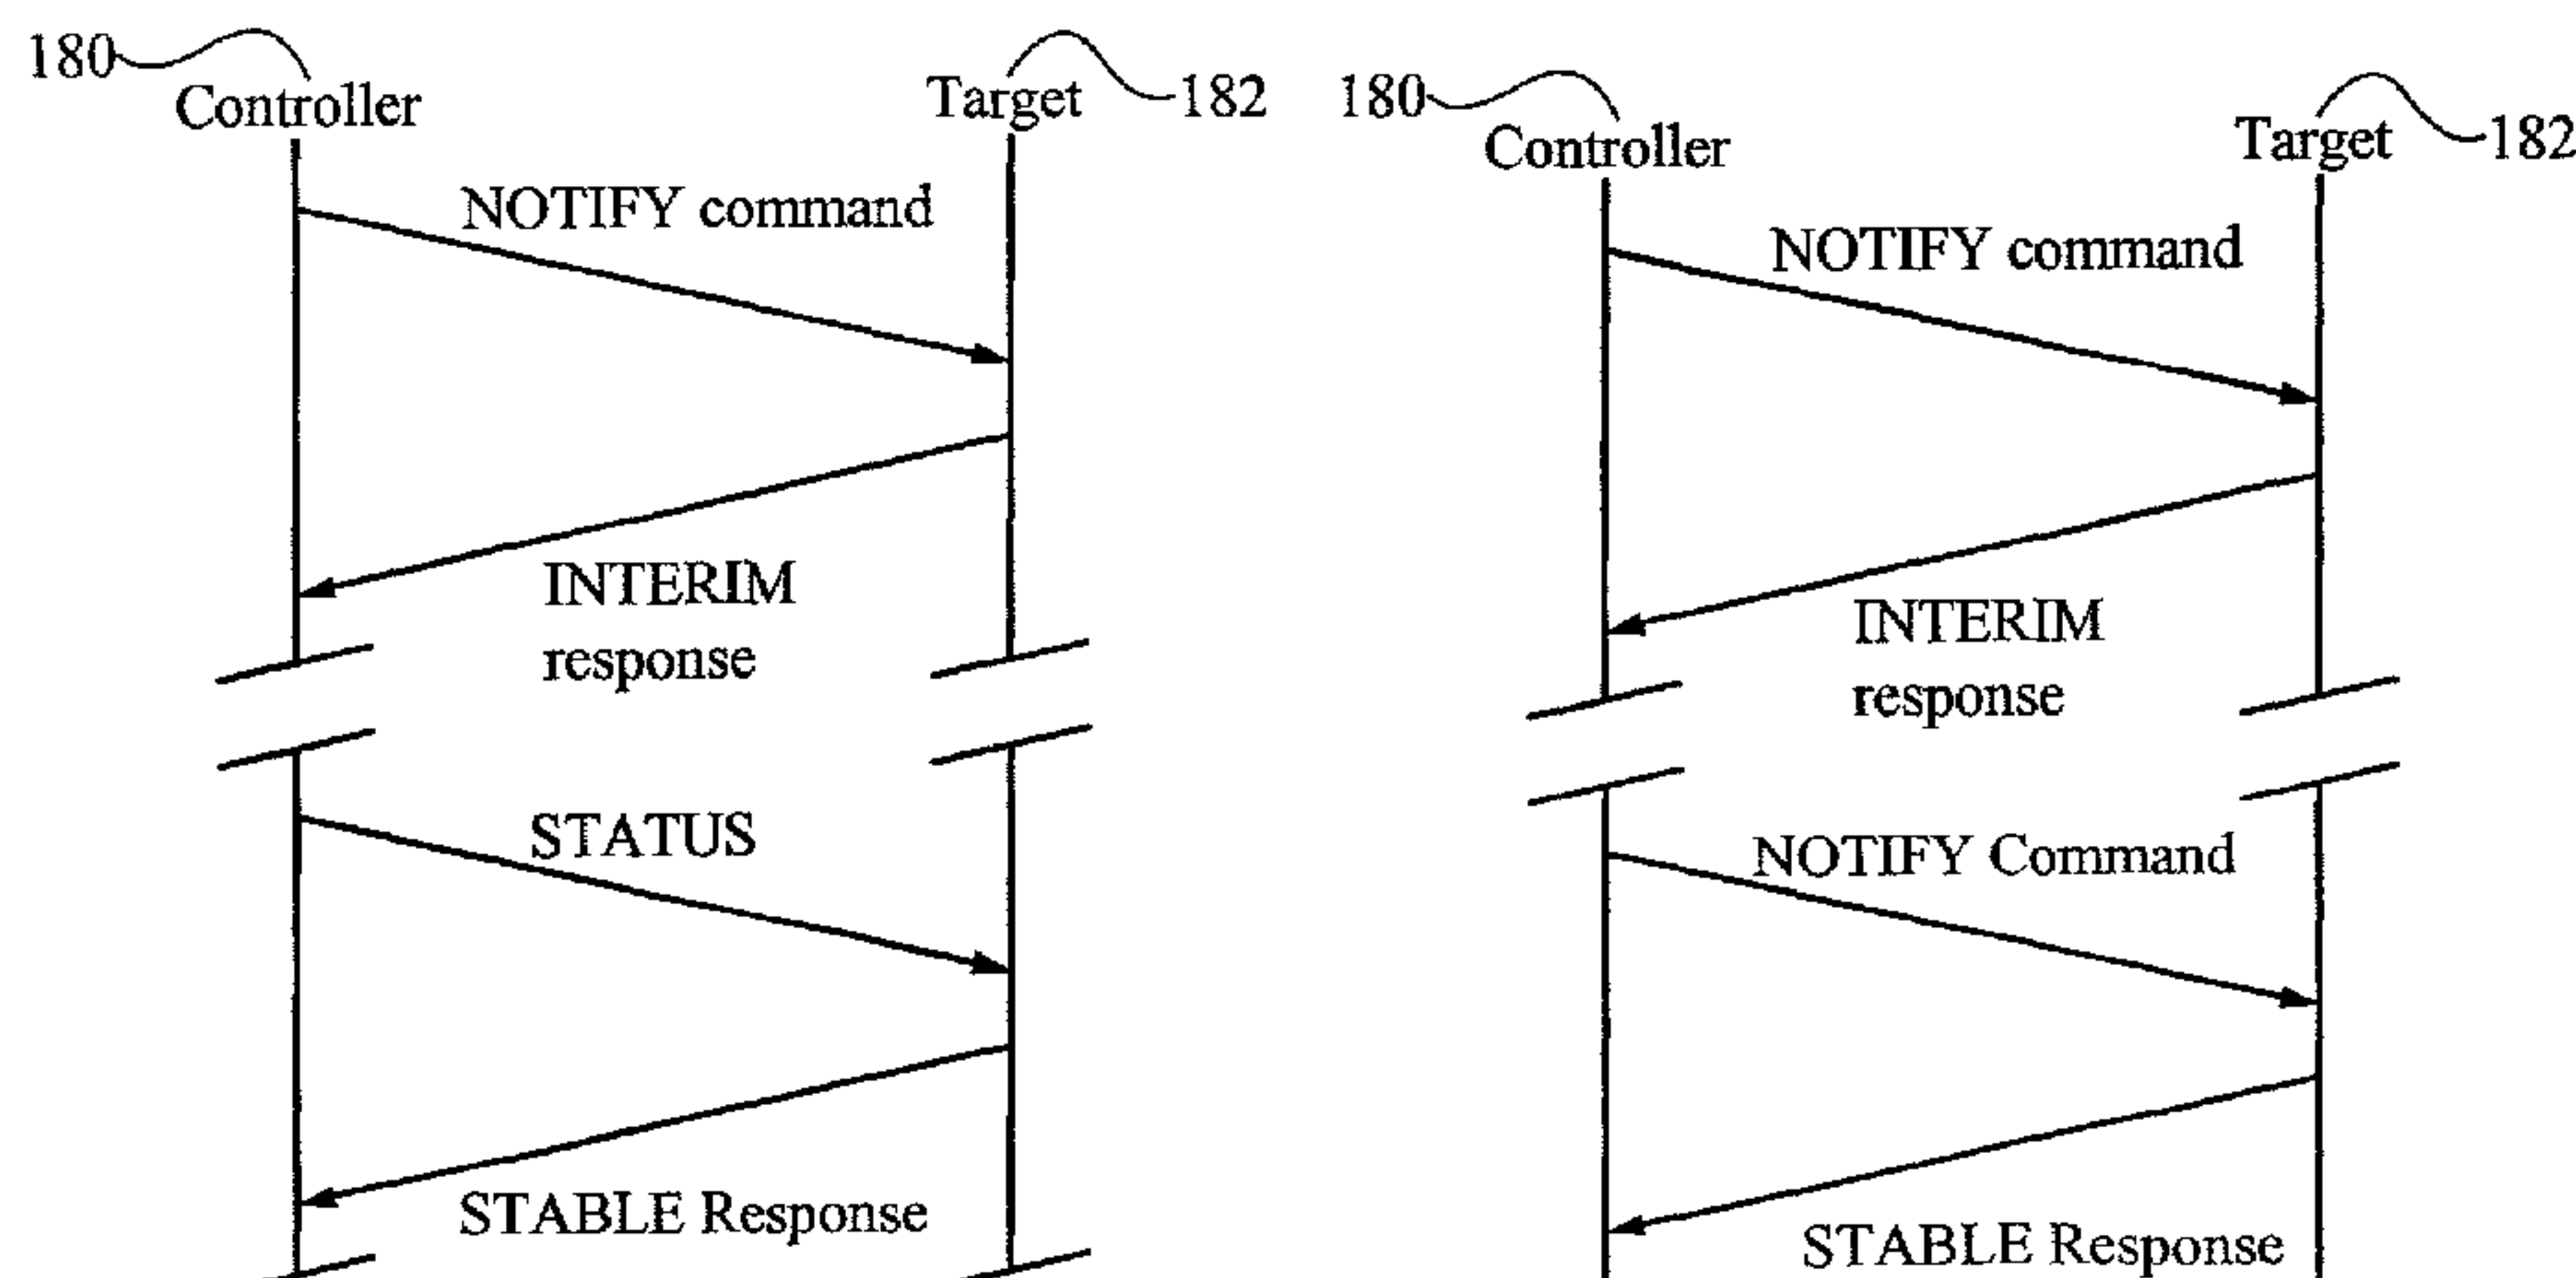 180
Controller
Target
182
NOTIFY command
INTERIM
response
STATUS
STABLE Response
180
Controller
Target
182
NOTIFY command
INTERIM
response
NOTIFY Command
STABLE Response